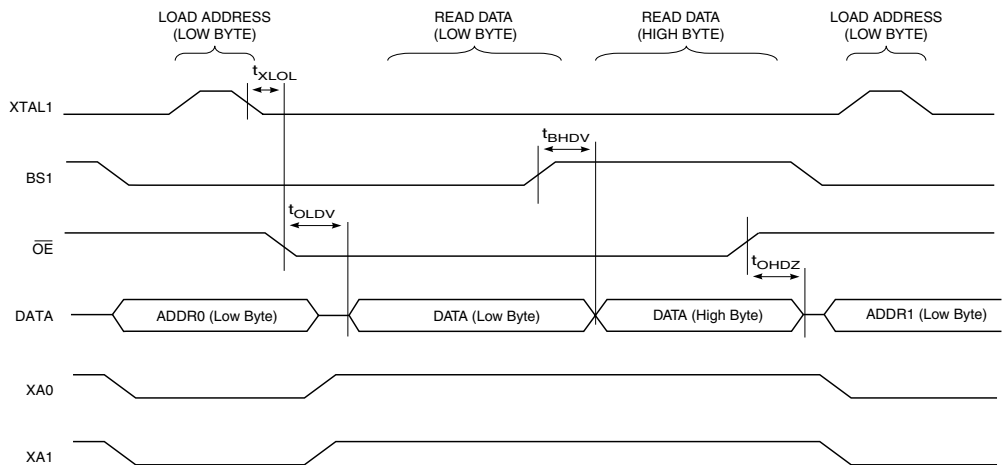 LOAD ADDRESS
(LOW BYTE)
READ DATA
(LOW BYTE)
READ DATA
(HIGH BYTE)
LOAD ADDRESS
(LOW BYTE)
tXLOL
XTAL1
tBHDV
BS1
tOLDV
OE
tOHDZ
DATA
ADDR0 (Low Byte)
DATA (Low Byte)
DATA (High Byte)
ADDR1 (Low Byte)
XA0
XA1